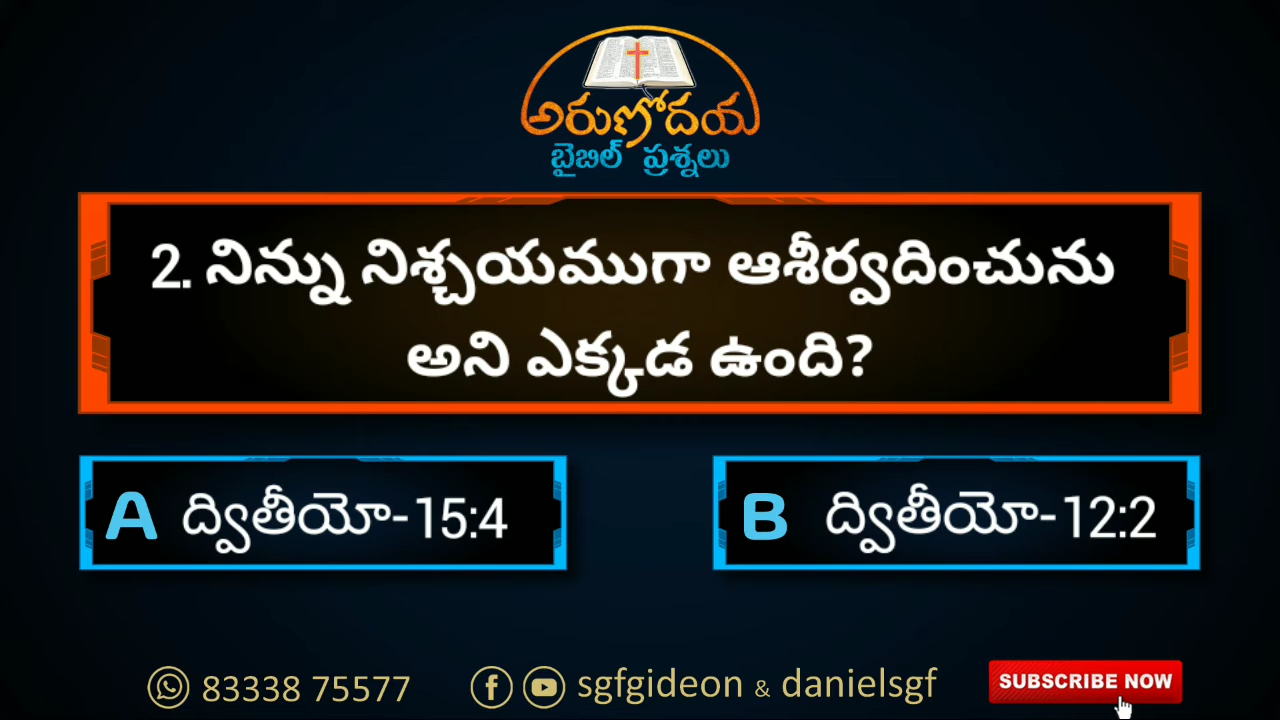 అరుణోదయ
బైబిల్ ప్రశ్నలు
2. నిన్ను నిశ్చయముగా ఆశీర్వదించును
అని ఎక్కడ ఉంది?
A ద్వితీయో-15:4
B ద్వితీయో-12:2
83338 75577
sgfgideon & danielsgf
SUBSCRIBE NOW